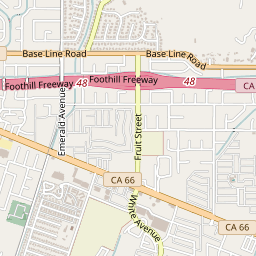 Base Line Road
Base Line Road
Foothill Freeway
48
Foothill Freeway
48
CA
Emerald Avenue
Fruit Street
CA 66
CA 66
White Avenue